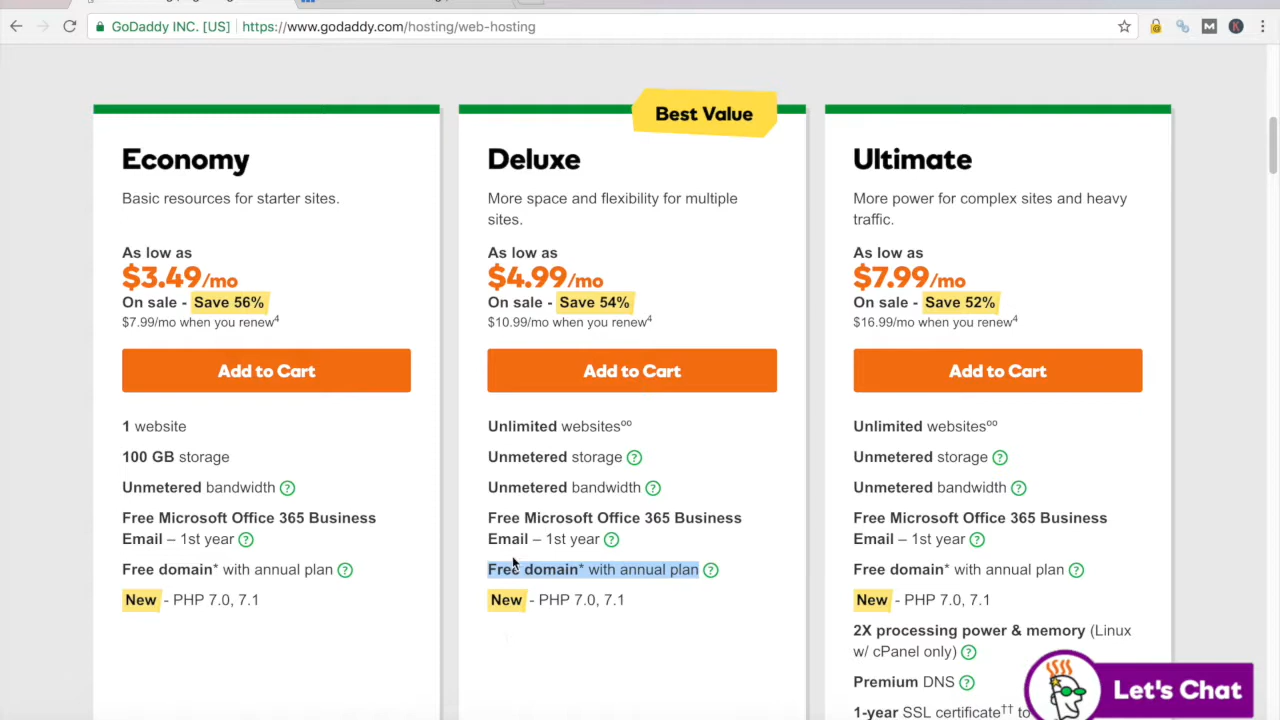 GoDaddy INC. [US] https://www.godaddy.com/hosting/web-hosting
Best Value
Economy
Basic resources for starter sites.
As low as
$3.49/mo
On sale - Save 56%
$7.99/mo when you renew4
Add to Cart
1 website
100 GB storage
Unmetered bandwidth ?
Free Microsoft Office 365 Business
Email – 1st year ?
Free domain* with annual plan ?
New - PHP 7.0, 7.1
Deluxe
More space and flexibility for multiple
sites.
As low as
$4.99/mo
On sale - Save 54%
$10.99/mo when you renew4
Add to Cart
Unlimited websitesºº
Unmetered storage ?
Unmetered bandwidth ?
Free Microsoft Office 365 Business
Email – 1st year ?
Free domain* with annual plan ?
New - PHP 7.0, 7.1
Ultimate
More power for complex sites and heavy
traffic.
As low as
$7.99/mo
On sale - Save 52%
$16.99/mo when you renew4
Add to Cart
Unlimited websitesºº
Unmetered storage ?
Unmetered bandwidth ?
Free Microsoft Office 365 Business
Email – 1st year ?
Free domain* with annual plan ?
New - PHP 7.0, 7.1
2X processing power & memory (Linux
w/ cPanel only) ?
Premium DNS ?
1-year SSL certificate†† to
Let's Chat